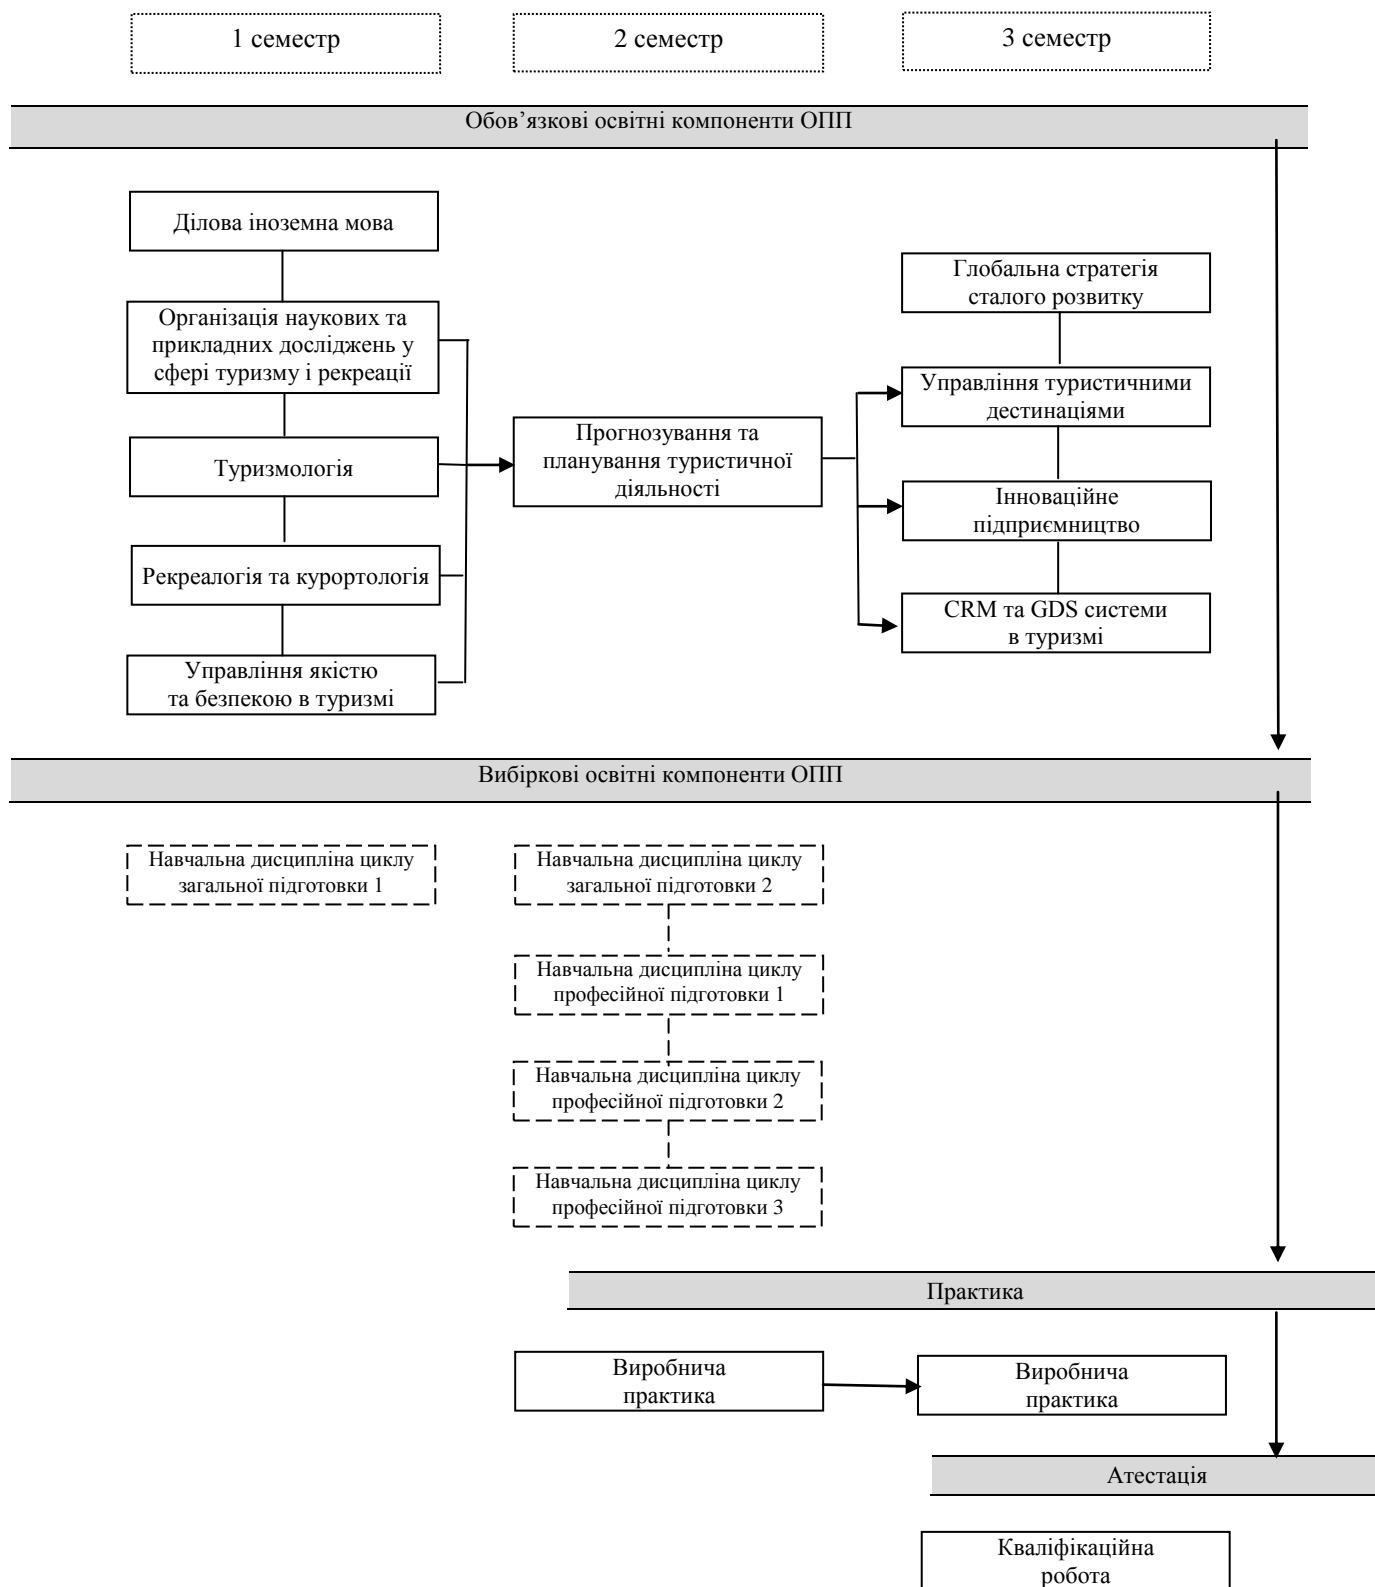 1 семестр
2 семестр
3 семестр
Обов’язкові освітні компоненти ОПП
Ділова іноземна мова
Організація наукових та
прикладних досліджень у
сфері туризму і рекреації
Туризмологія
Рекреалогія та курортологія
Управління якістю
та безпекою в туризмі
Прогнозування та
планування туристичної
діяльності
Глобальна стратегія
сталого розвитку
Управління туристичними
дестинаціями
Інноваційне
підприємництво
CRM та GDS системи
в туризмі
Вибіркові освітні компоненти ОПП
Навчальна дисципліна циклу
загальної підготовки 1
Навчальна дисципліна циклу
загальної підготовки 2
Навчальна дисципліна циклу
професійної підготовки 1
Навчальна дисципліна циклу
професійної підготовки 2
Навчальна дисципліна циклу
професійної підготовки 3
Практика
Виробнича
практика
Виробнича
практика
Атестація
Кваліфікаційна
робота